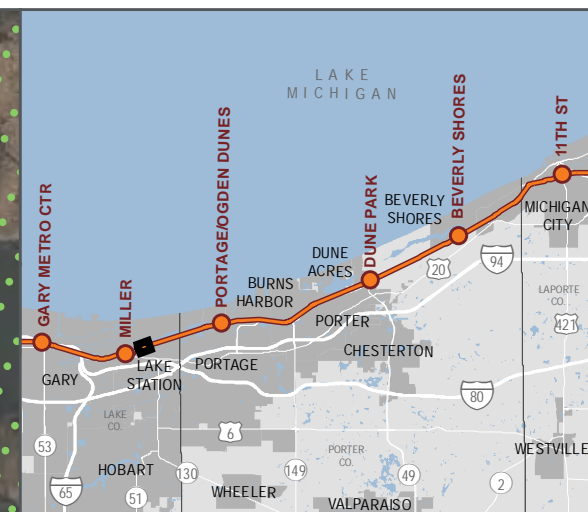 LAKE
MICHIGAN
11TH ST
BEVERLY SHORES
PORTAGE/OGDEN DUNES
DUNE PARK
GARY METRO CTR
MILLER
BEVERLY
SHORES
MICHIGAN
CITY
DUNE
ACRES
94
20
BURNS
HARBOR
LAPORTE
CO.
PORTER
421
CHESTERTON
LAKE
STATION
PORTAGE
GARY
80
LAKE
CO.
6
53
PORTER
CO.
WESTVILLE
HOBART
130
149
49
2
65
51
WHEELER
VALPARAISO